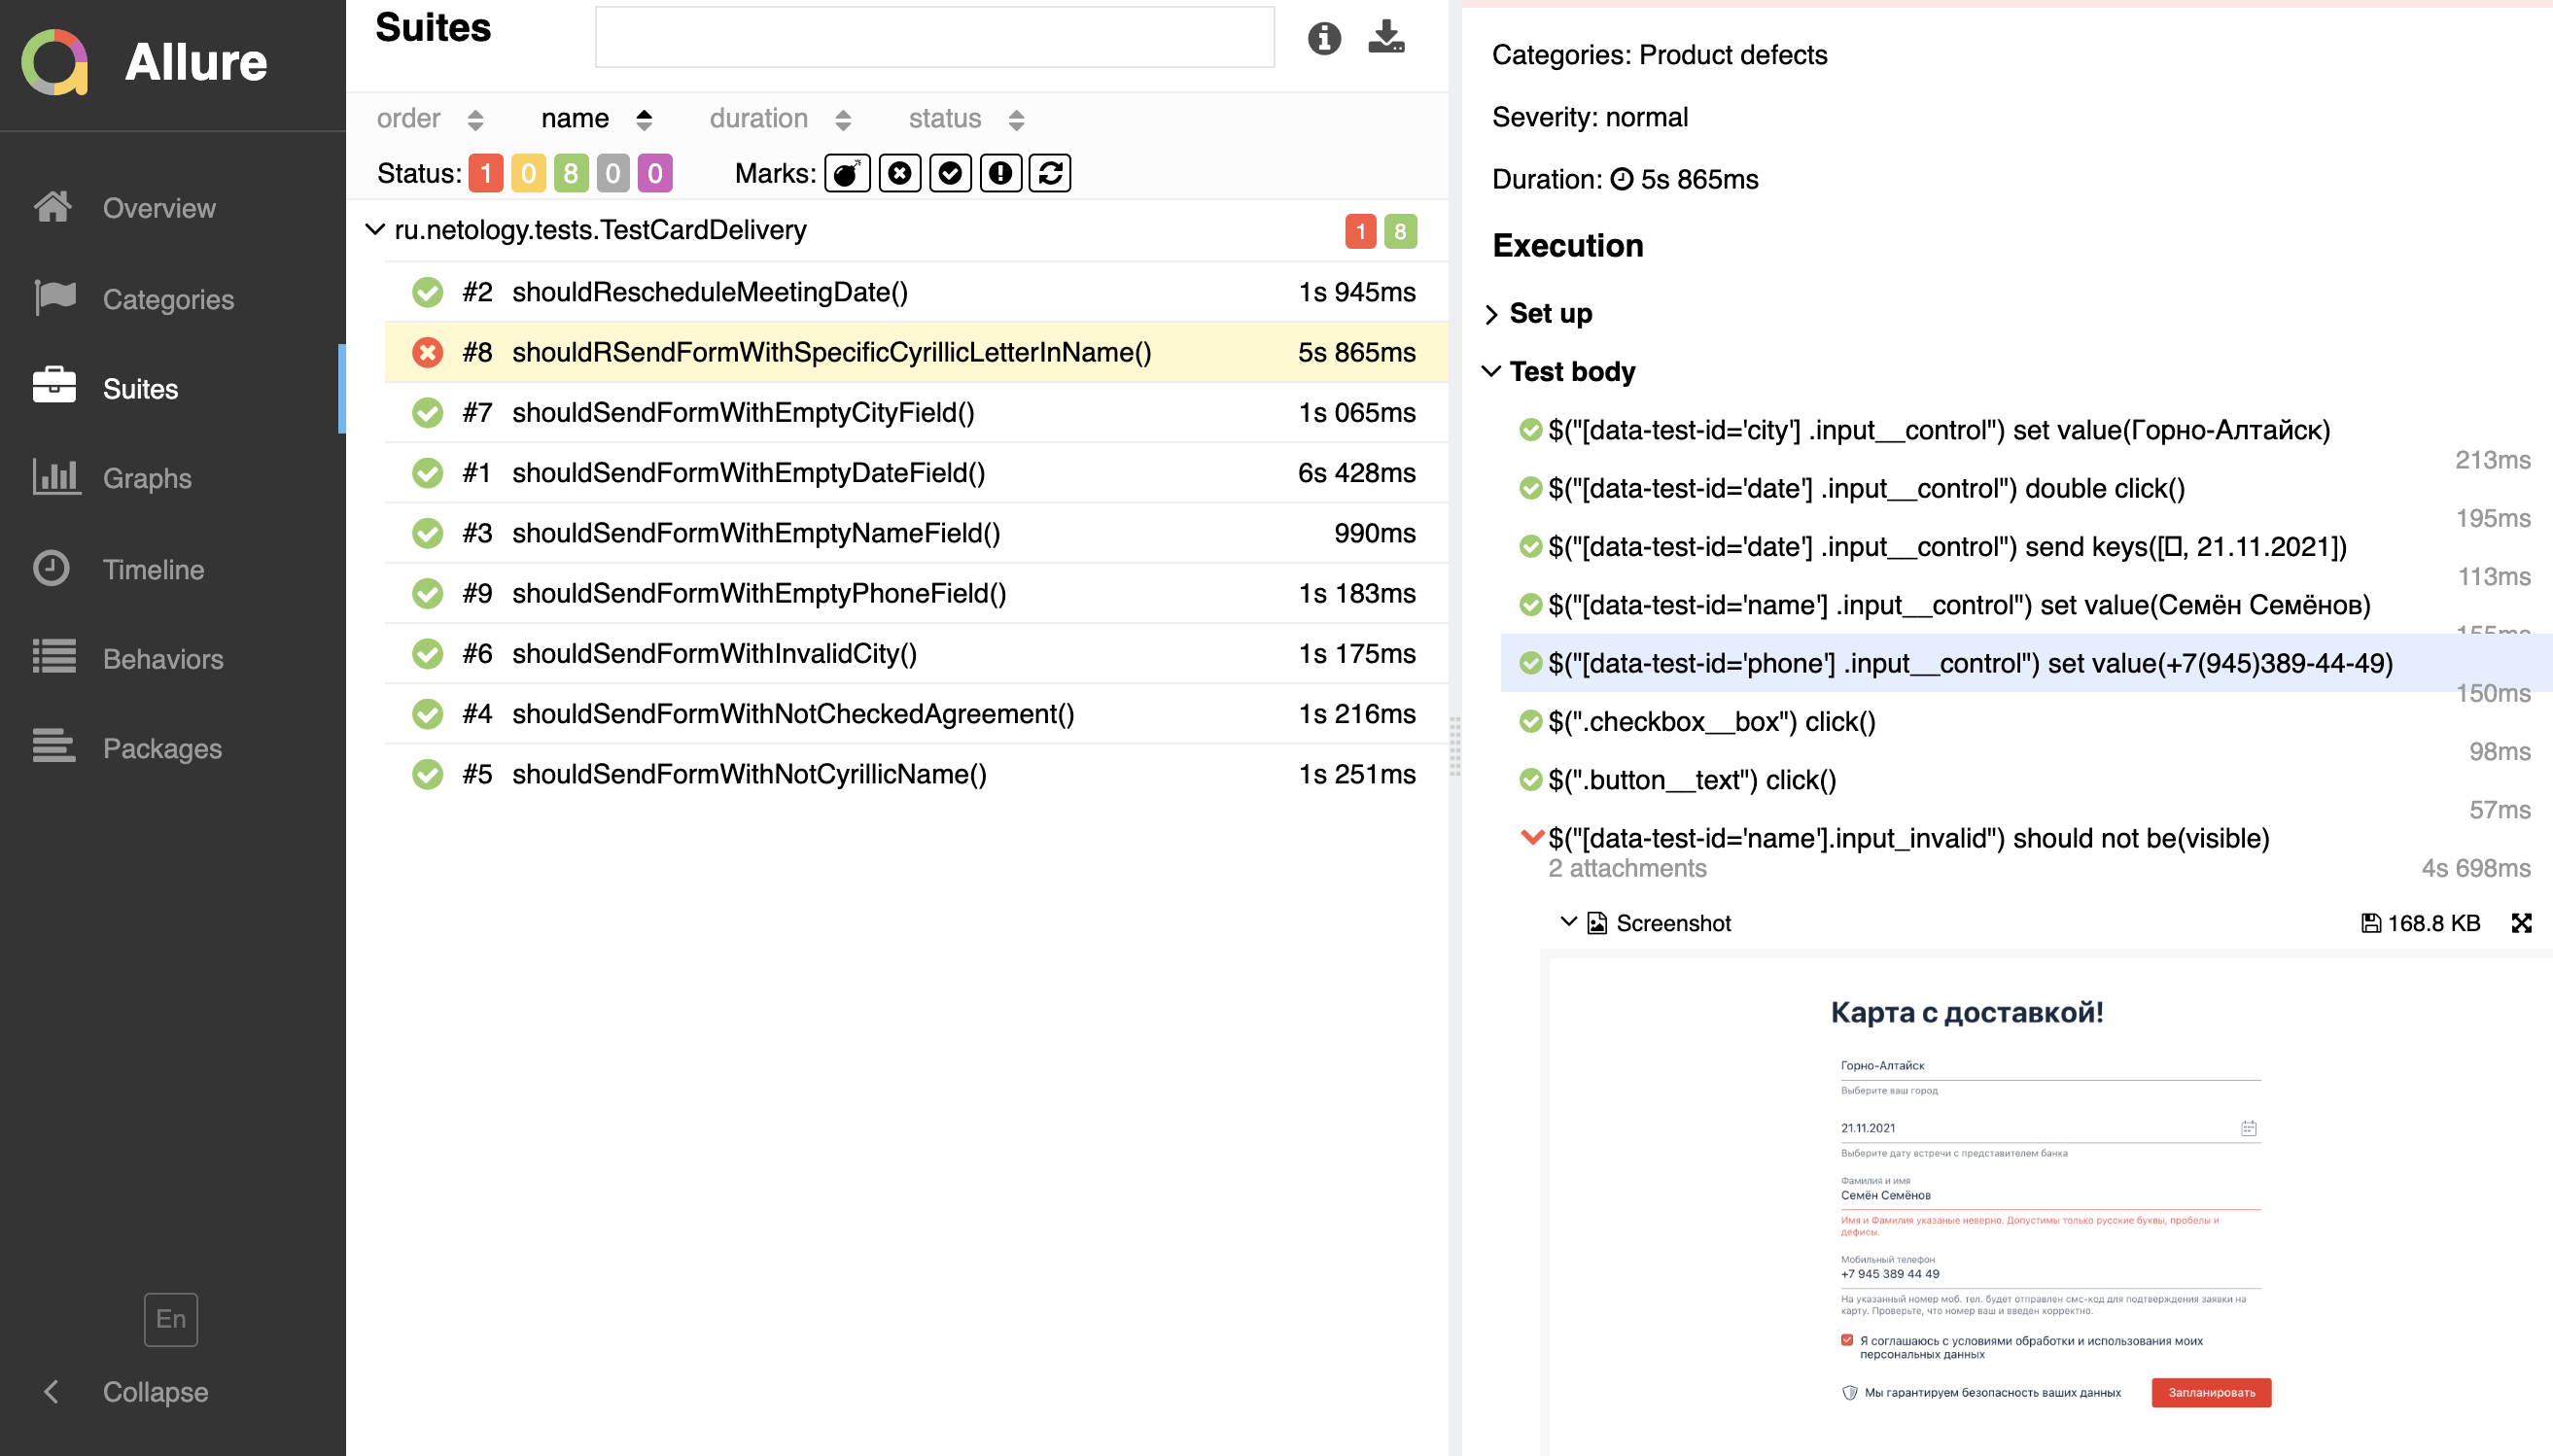 Allure
Overview
Categories
Suites
Graphs
Timeline
Behaviors
Packages
En
Collapse
Suites
order name duration status
Status: 1 0 8 0 0 Marks:
ru.netology.tests.TestCardDelivery 1 8
#2 shouldRescheduleMeetingDate() 1s 945ms
#8 shouldRSendFormWithSpecificCyrillicLetterInName() 5s 865ms
#7 shouldSendFormWithEmptyCityField() 1s 065ms
#1 shouldSendFormWithEmptyDateField() 6s 428ms
#3 shouldSendFormWithEmptyNameField() 990ms
#9 shouldSendFormWithEmptyPhoneField() 1s 183ms
#6 shouldSendFormWithInvalidCity() 1s 175ms
#4 shouldSendFormWithNotCheckedAgreement() 1s 216ms
#5 shouldSendFormWithNotCyrillicName() 1s 251ms
Categories: Product defects
Severity: normal
Duration: 5s 865ms
Execution
Set up
Test body
$("[data-test-id='city'] .input__control") set value(Горно-Алтайск)
213ms
$("[data-test-id='date'] .input__control") double click()
195ms
$("[data-test-id='date'] .input__control") send keys([, 21.11.2021])
113ms
$("[data-test-id='name'] .input__control") set value(Семён Семёнов)
$("[data-test-id='phone'] .input__control") set value(+7(945)389-44-49)
150ms
$(".checkbox__box") click()
98ms
$(".button__text") click()
57ms
$("[data-test-id='name'].input_invalid") should not be(visible)
2 attachments 4s 698ms
Screenshot 168.8 KB
Карта с доставкой!
Горно-Алтайск
Выберите ваш город
21.11.2021
Выберите дату встречи с представителем банка
Фамилия и имя
Семён Семёнов
Имя и Фамилия указаные неверно. Допустимы только русские буквы, пробелы и
дефисы.
Мобильный телефон
+7 945 389 44 49
На указанный номер моб. тел. будет отправлен смс-код для подтверждения заявки на
карту. Проверьте, что номер ваш и введен корректно.
Я соглашаюсь с условиями обработки и использования моих
персональных данных
Мы гарантируем безопасность ваших данных Запланировать